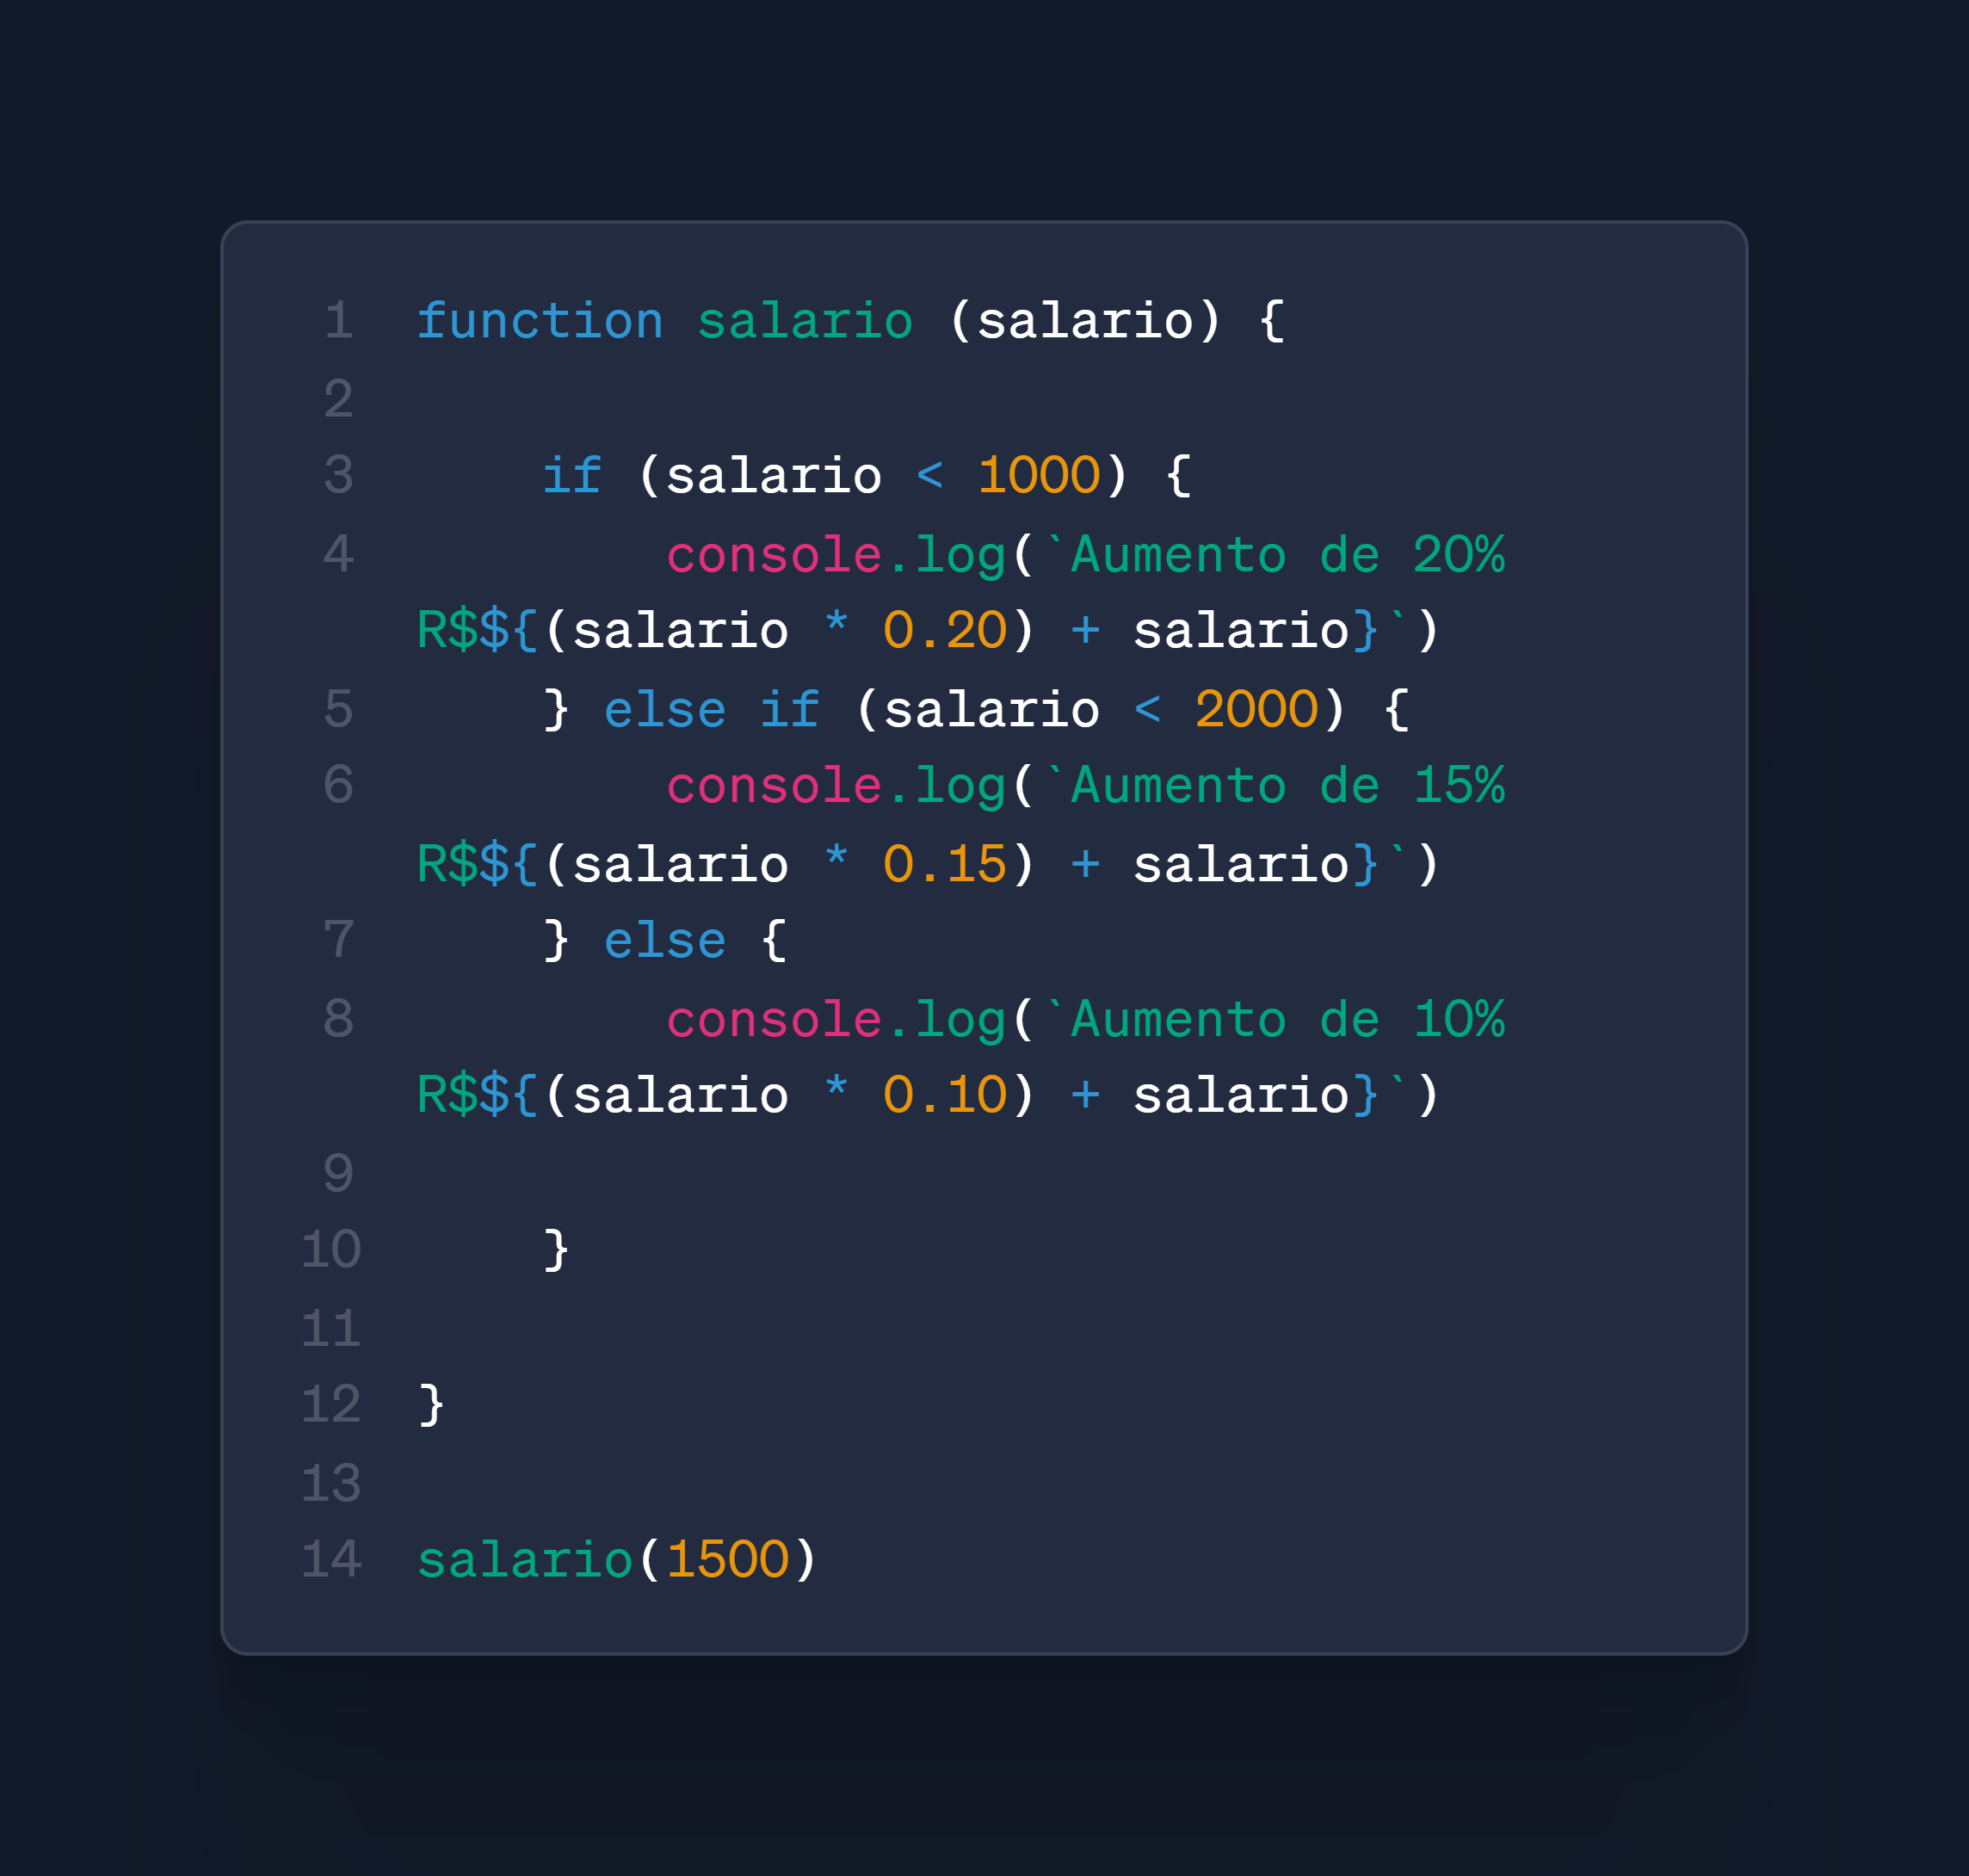 1 function salario (salario) {
2
3     if (salario < 1000) {
4         console.log(`Aumento de 20%
R$${(salario * 0.20) + salario}`)
5     } else if (salario < 2000) {
6         console.log(`Aumento de 15%
R$${(salario * 0.15) + salario}`)
7     } else {
8         console.log(`Aumento de 10%
R$${(salario * 0.10) + salario}`)
9
10     }
11
12 }
13
14 salario(1500)